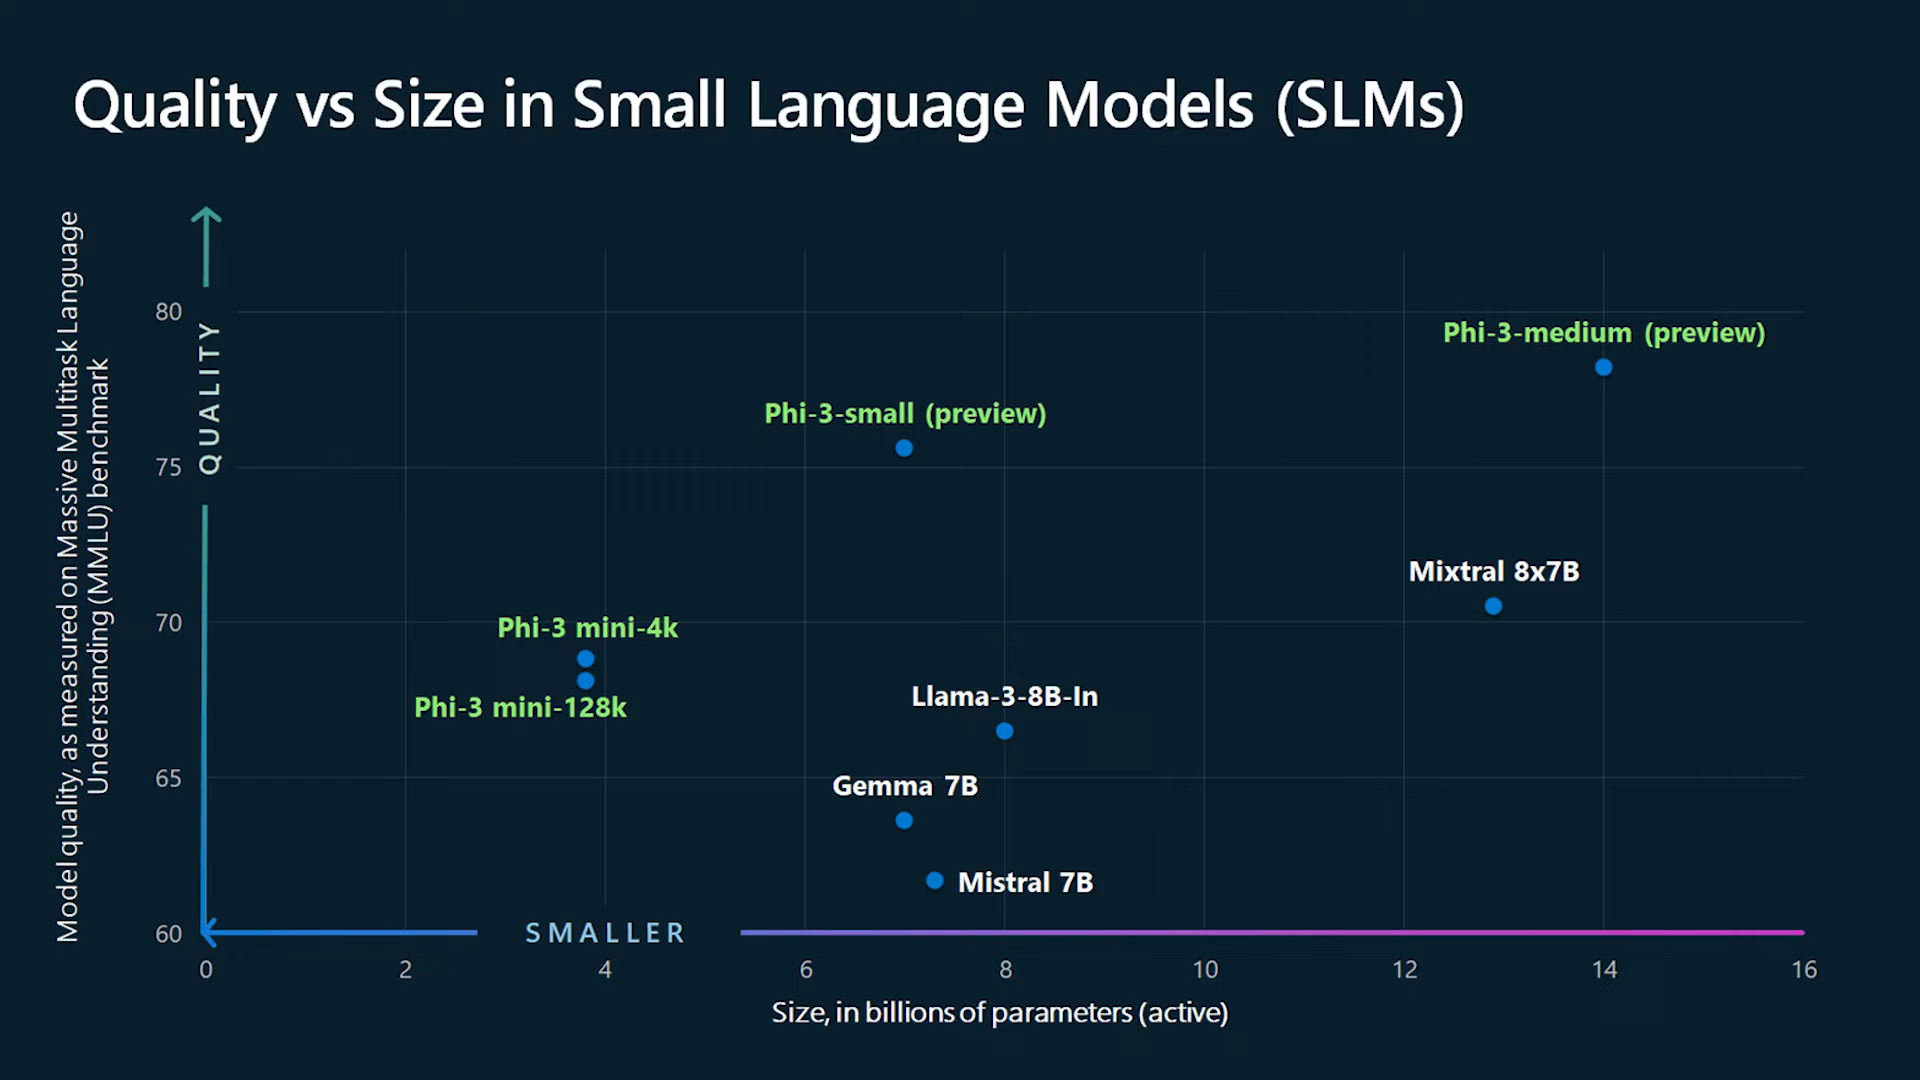 Quality vs Size in Small Language Models (SLMs)
Model quality, as measured on Massive Multitask Language
Understanding (MMLU) benchmark
QUALITY
80
75
70
65
60
Phi-3-medium (preview)
Phi-3-small (preview)
Mixtral 8x7B
Phi-3 mini-4k
Phi-3 mini-128k
Llama-3-8B-In
Gemma 7B
Mistral 7B
SMALLER
0 2 4 6 8 10 12 14 16
Size, in billions of parameters (active)